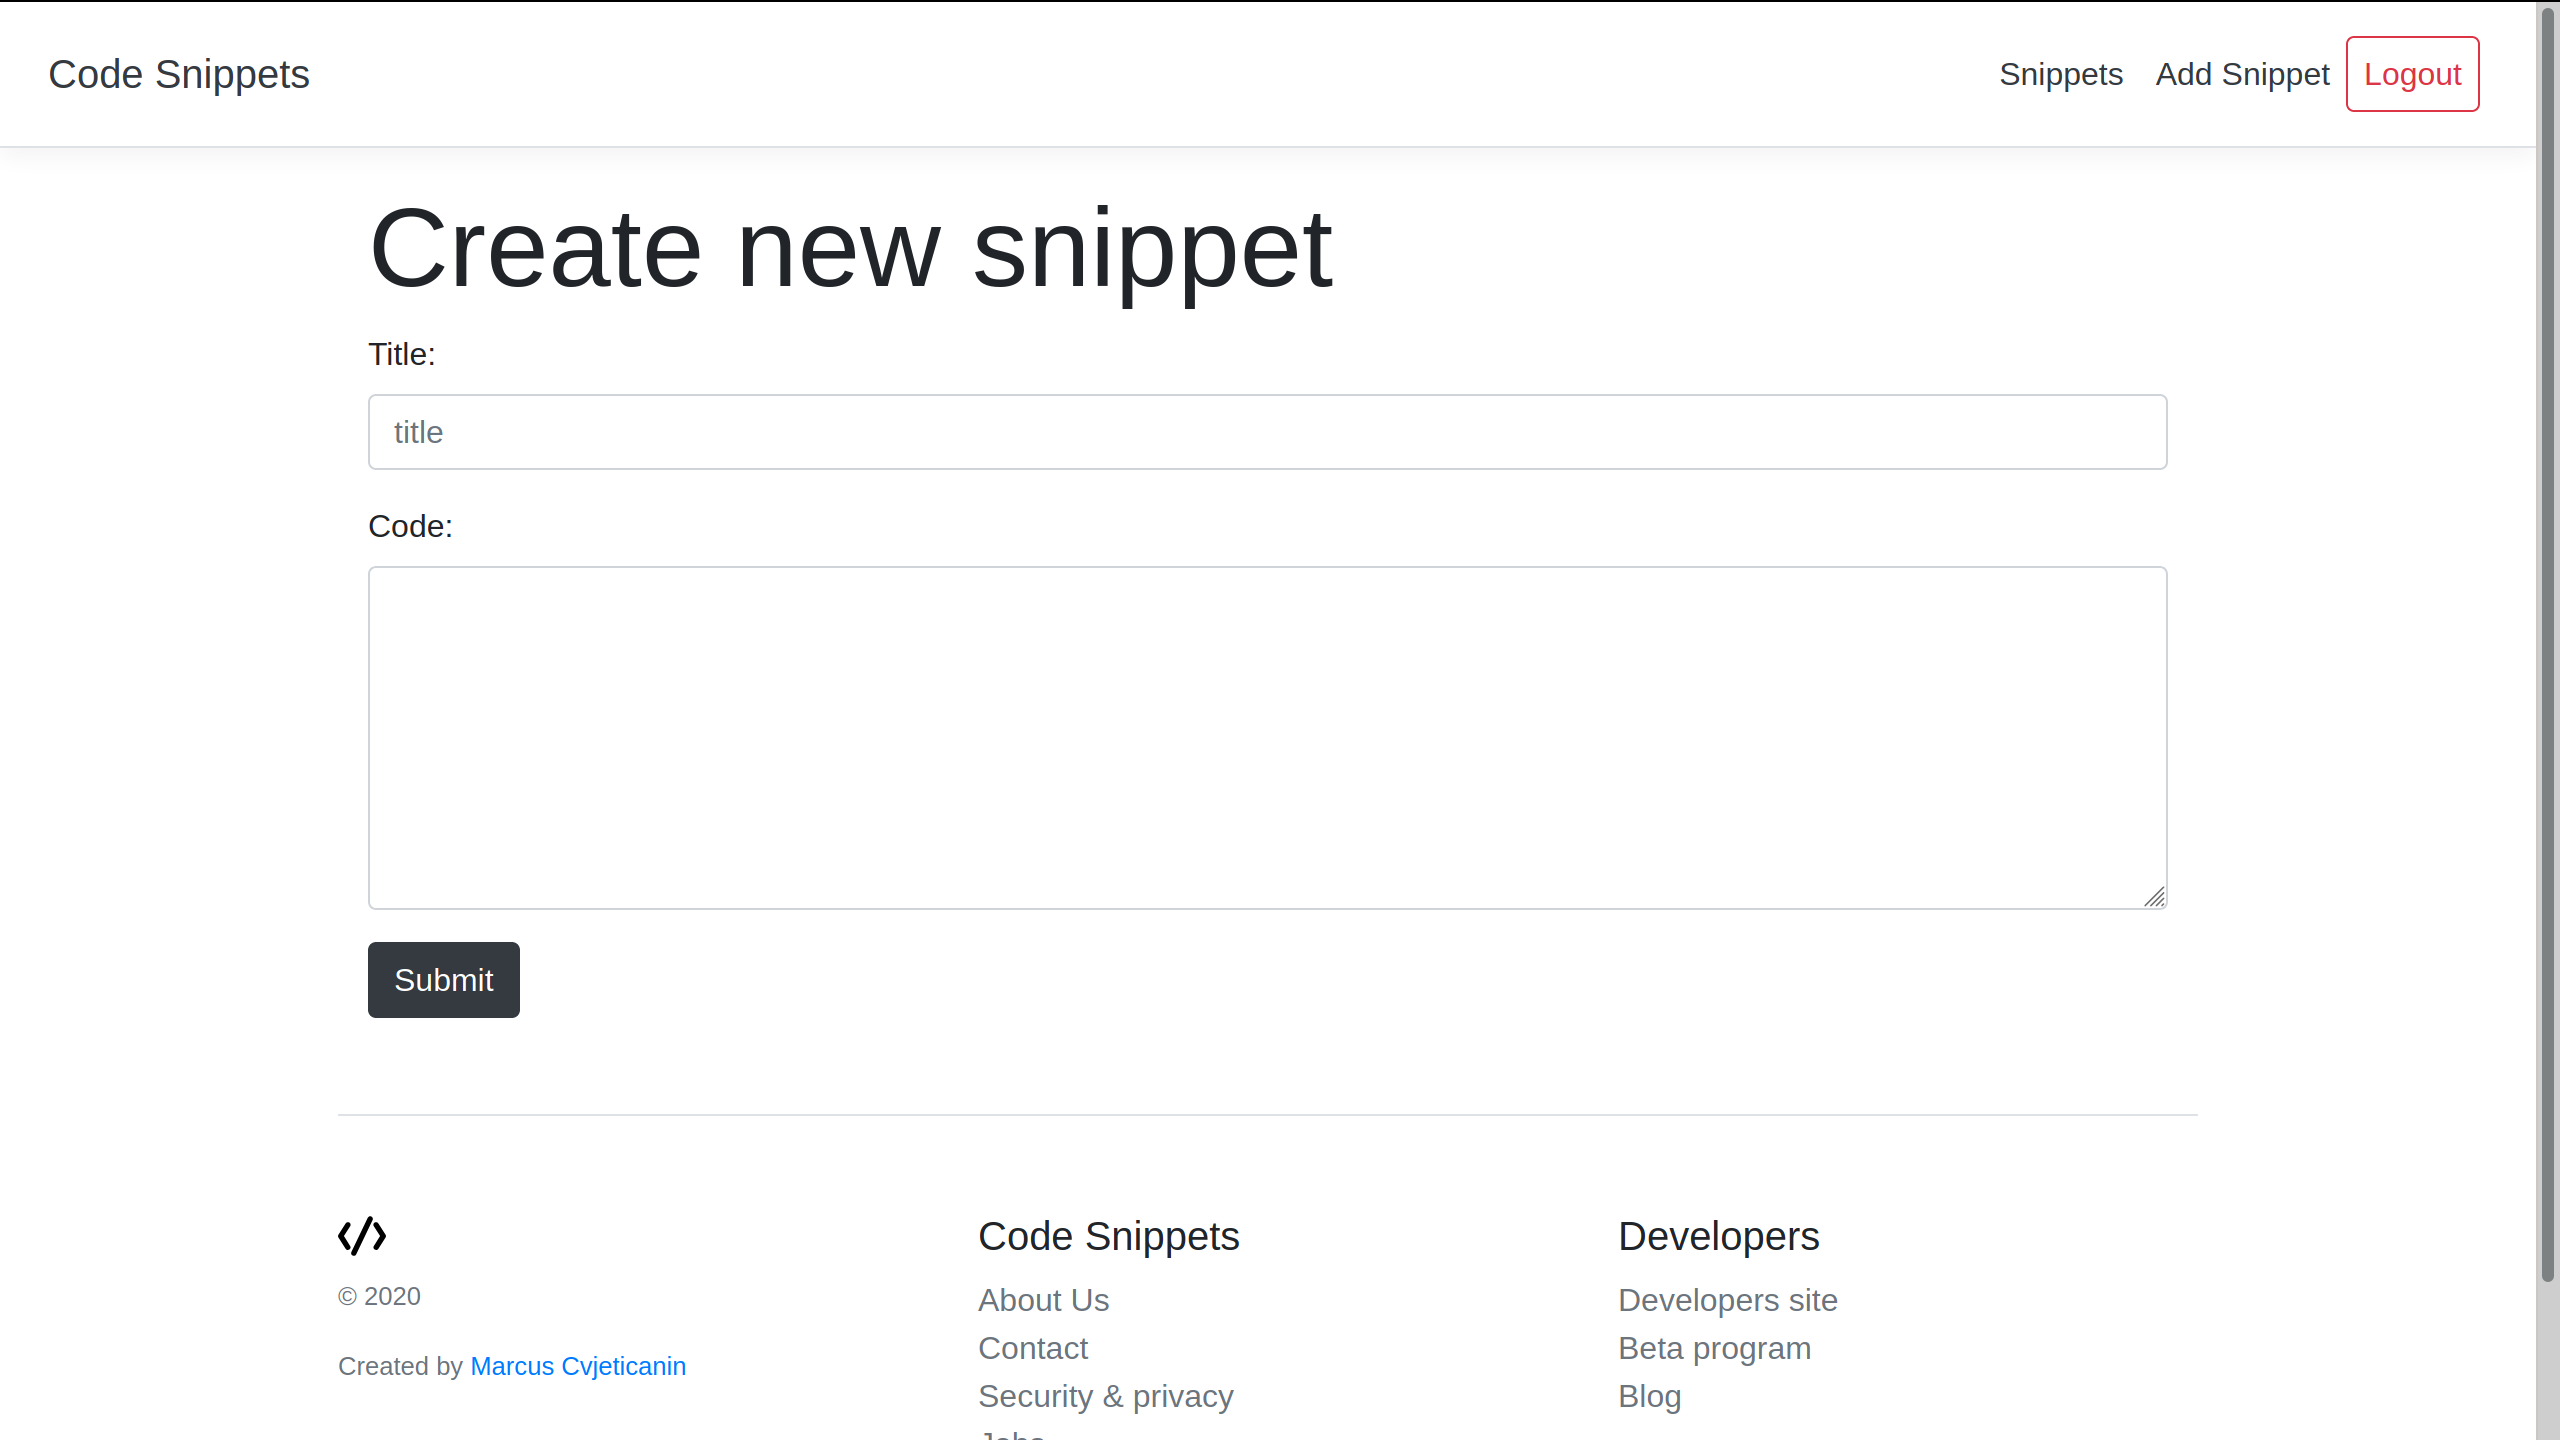 Code Snippets
Snippets Add Snippet Logout
Create new snippet
Title:
title
Code:
Submit
© 2020
Created by Marcus Cvjeticanin
Code Snippets
About Us
Contact
Security & privacy
Developers
Developers site
Beta program
Blog